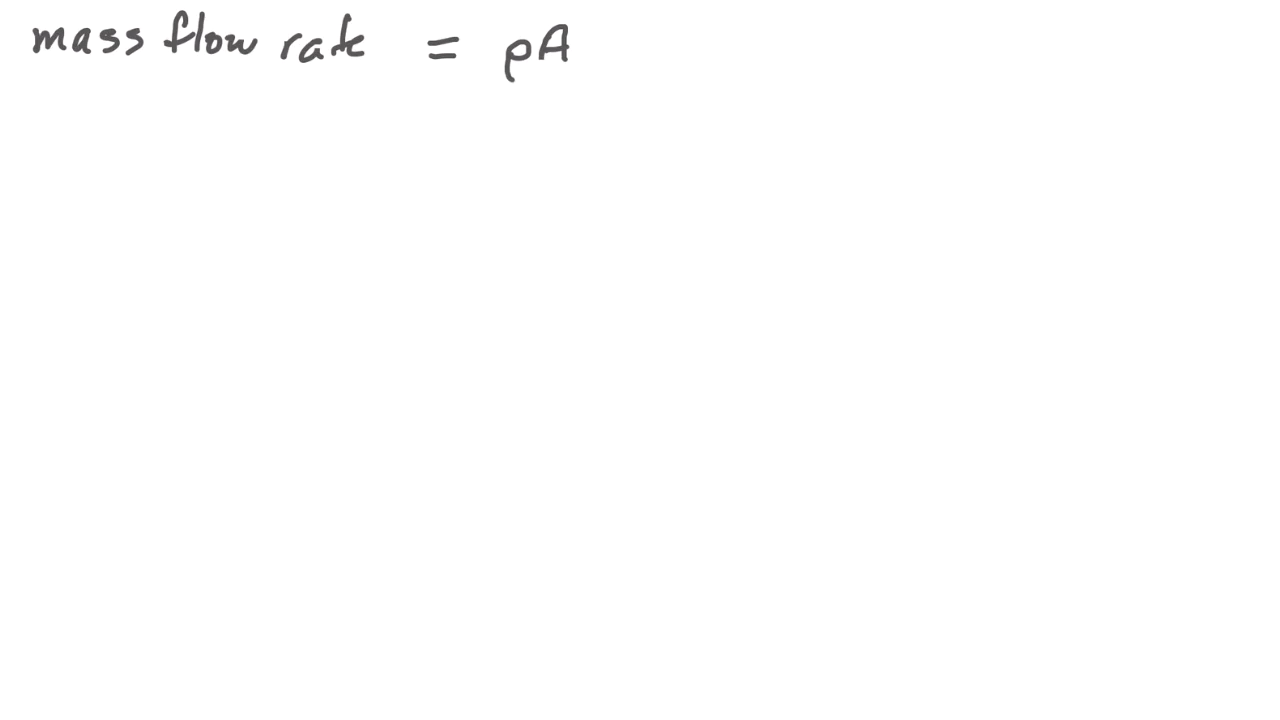 mass flow rate = ρA